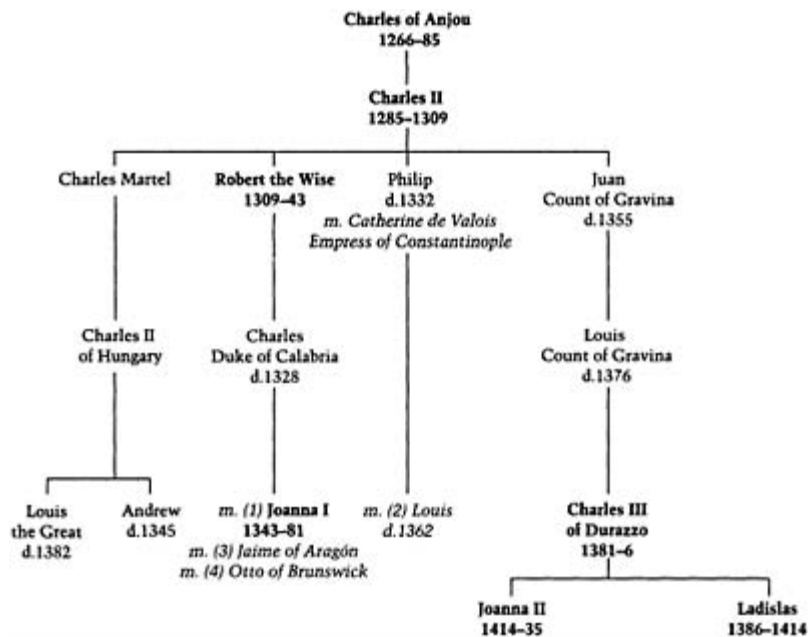 Charles of Anjou
1266–85
Charles II
1285–1309
Charles Martel
Robert the Wise
1309–43
Philip
d.1332
m. Catherine de Valois
Empress of Constantinople
Juan
Count of Gravina
d.1355
Charles II
of Hungary
Charles
Duke of Calabria
d.1328
Louis
Count of Gravina
d.1376
Louis
the Great
d.1382
Andrew
d.1345
m. (1) Joanna I
1343–81
m. (3) Jaime of Aragón
m. (4) Otto of Brunswick
m. (2) Louis
d.1362
Charles III
of Durazzo
1381–6
Joanna II
1414–35
Ladislas
1386–1414